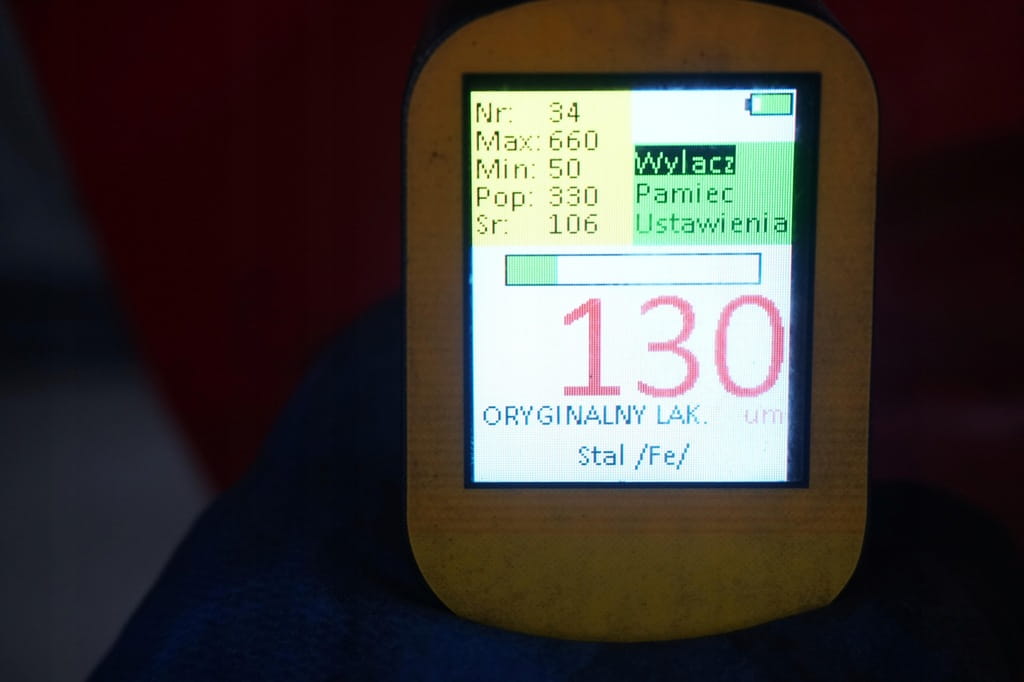 Nr: 34
Max: 660
Min: 50
Pop: 330
Sr: 106
Wylacz
Pamiec
Ustawienia
130
ORYGINALNY LAK. um
Stal /Fe/